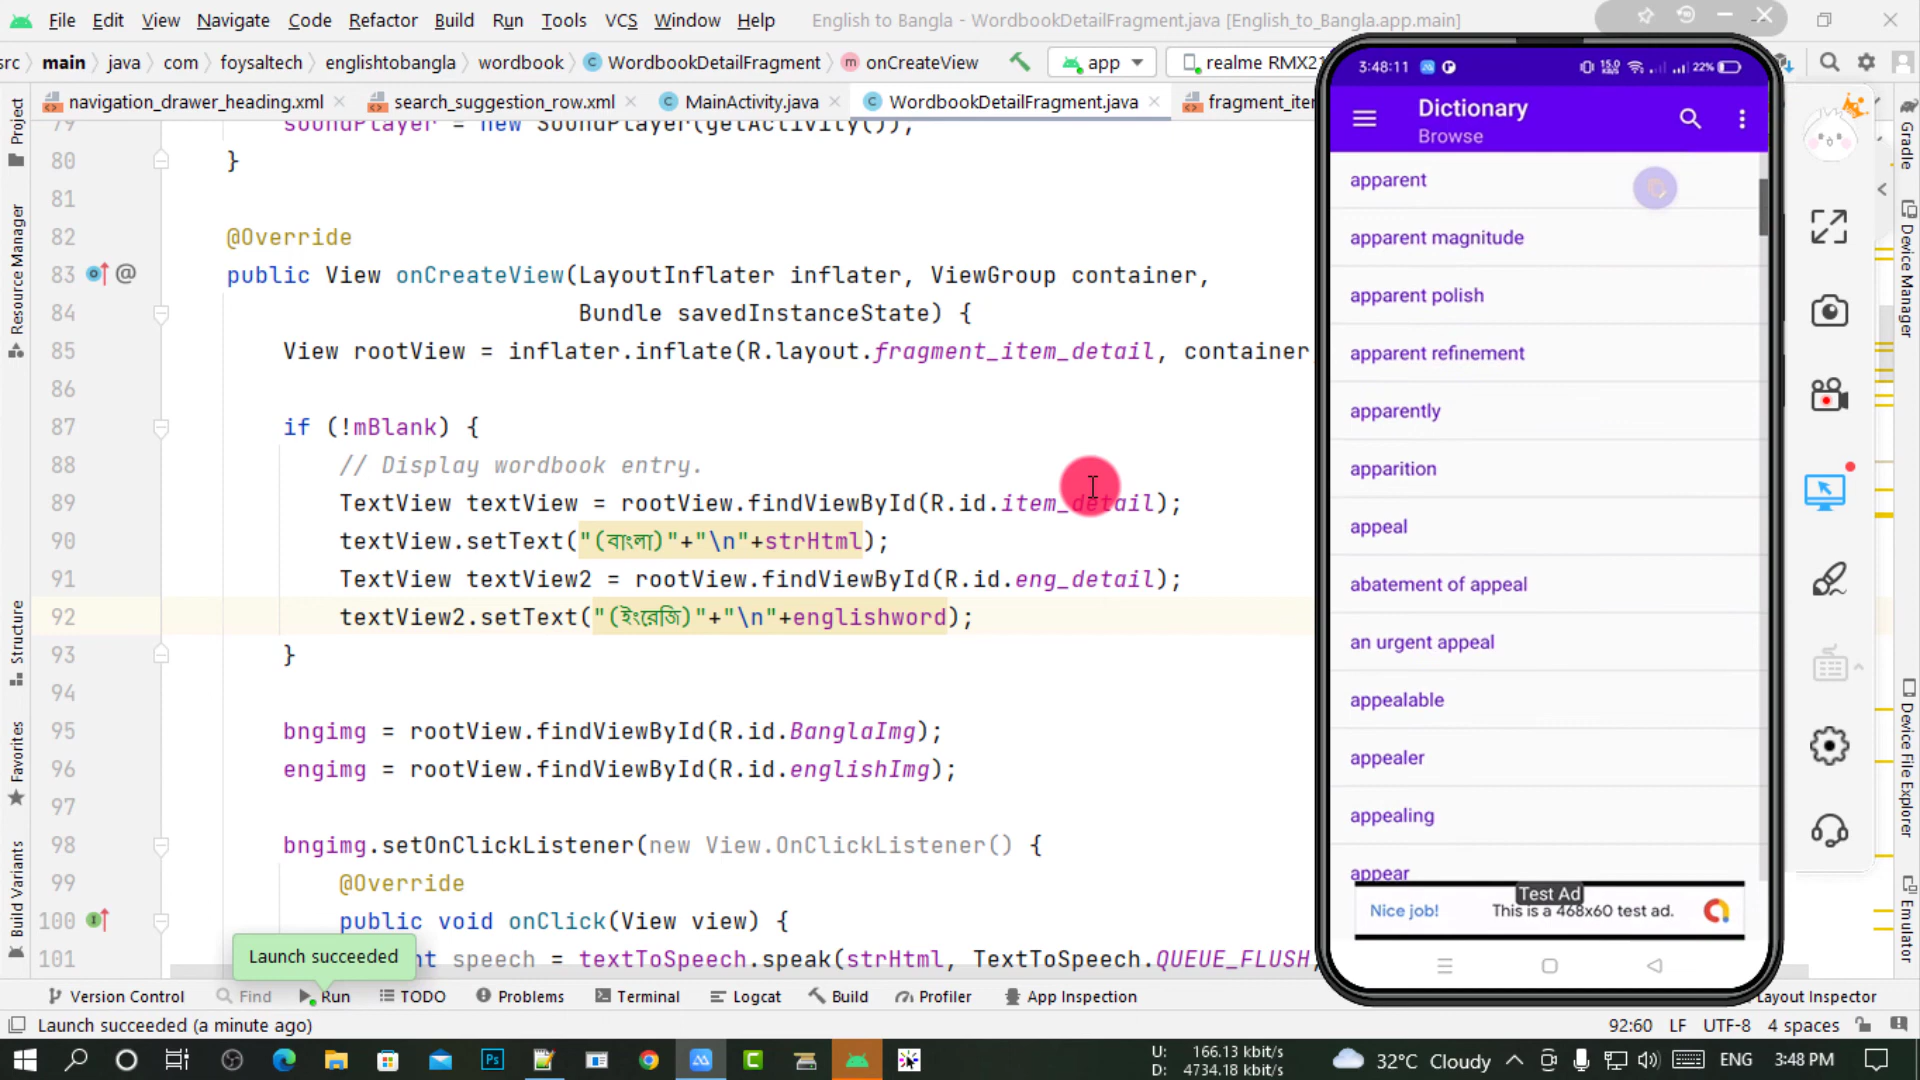 File Edit View Navigate Code Refactor Build Run Tools VCS Window Help English to Bangla - WordbookDetailFragment.java [English_to_Bangla.app.main]
src main java com foysaltech englishtobangla wordbook WordbookDetailFragment onCreateView app
navigation_drawer_heading.xml search_suggestion_row.xml MainActivity.java WordbookDetailFragment.java
soundPlayer = new SoundPlayer(getActivity());
80 }
81
82 @Override
83 public View onCreateView(LayoutInflater inflater, ViewGroup container,
84 Bundle savedInstanceState) {
85 View rootView = inflater.inflate(R.layout.fragment_item_detail, container
86
87 if (!mBlank) {
88 // Display wordbook entry.
89 TextView textView = rootView.findViewById(R.id.item_detail);
90 textView.setText("(বাংলা)"+"\n"+strHtml);
91 TextView textView2 = rootView.findViewById(R.id.eng_detail);
92 textView2.setText("(ইংরেজি)"+"\n"+englishword);
93 }
94
95 bngimg = rootView.findViewById(R.id.BanglaImg);
96 engimg = rootView.findViewById(R.id.englishImg);
97
98 bngimg.setOnClickListener(new View.OnClickListener() {
99 @Override
100 public void onClick(View view) {
101 nt speech = textToSpeech.speak(strHtml, TextToSpeech.QUEUE_FLUSH,
Launch succeeded
Project
Resource Manager
Structure
Favorites
Build Variants
3:48:11 22%
Dictionary
Browse
apparent
apparent magnitude
apparent polish
apparent refinement
apparently
apparition
appeal
abatement of appeal
an urgent appeal
appealable
appealer
appealing
appear
Test Ad
Nice job! This is a 468x60 test ad.
Gradle
Device Manager
Device File Explorer
Emulator
Version Control Find Run TODO Problems Terminal Logcat Build Profiler App Inspection Layout Inspector
Launch succeeded (a minute ago) 92:60 LF UTF-8 4 spaces
U: 166.13 kbit/s
D: 4734.18 kbit/s
32°C Cloudy ENG 3:48 PM